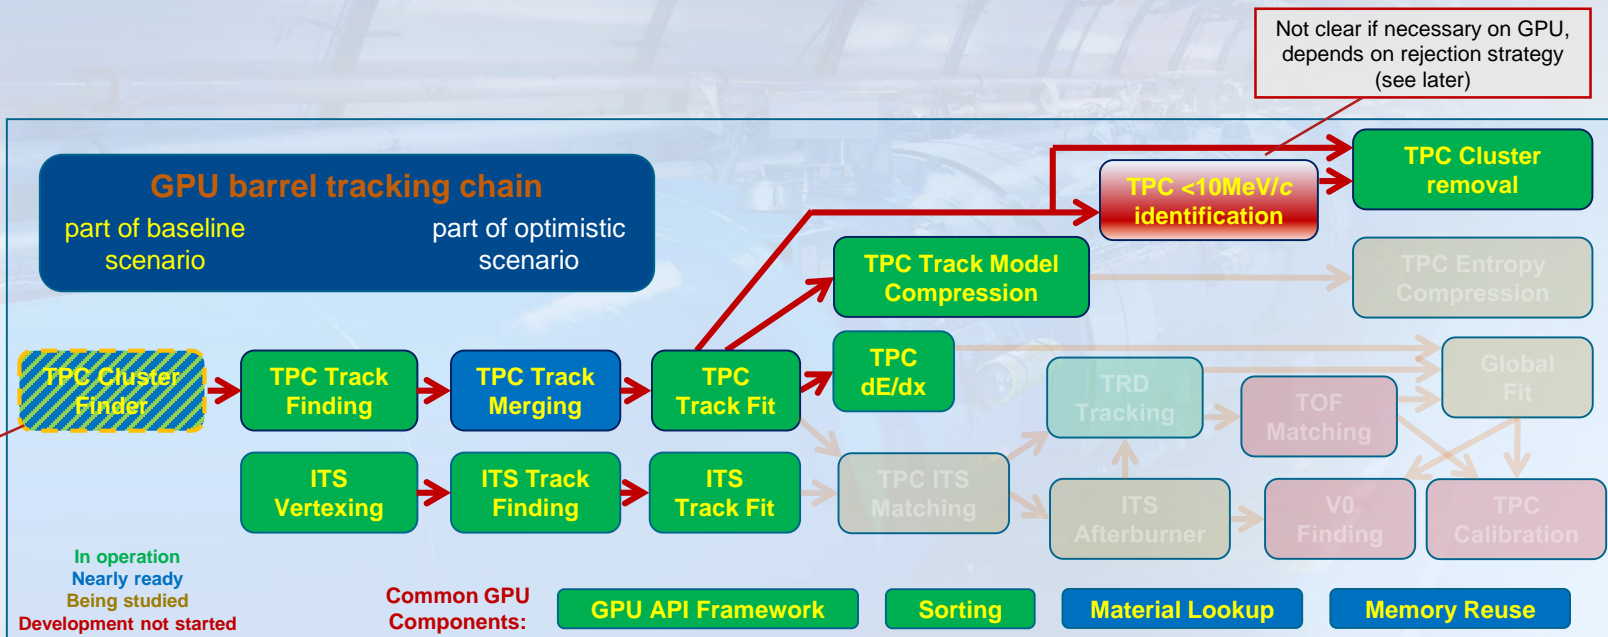 Not clear if necessary on GPU,
depends on rejection strategy
(see later)
GPU barrel tracking chain
part of baseline
scenario
part of optimistic
scenario
TPC <10MeV/c
identification
TPC Cluster
removal
TPC Track Model
Compression
TPC Entropy
Compression
TPC Cluster
Finder
TPC Track
Finding
TPC Track
Merging
TPC
Track Fit
TPC
dE/dx
TRD
Tracking
TOF
Matching
Global
Fit
ITS
Vertexing
ITS Track
Finding
ITS
Track Fit
TPC ITS
Matching
ITS
Afterburner
V0
Finding
TPC
Calibration
In operation
Nearly ready
Being studied
Development not started
Common GPU
Components:
GPU API Framework
Sorting
Material Lookup
Memory Reuse